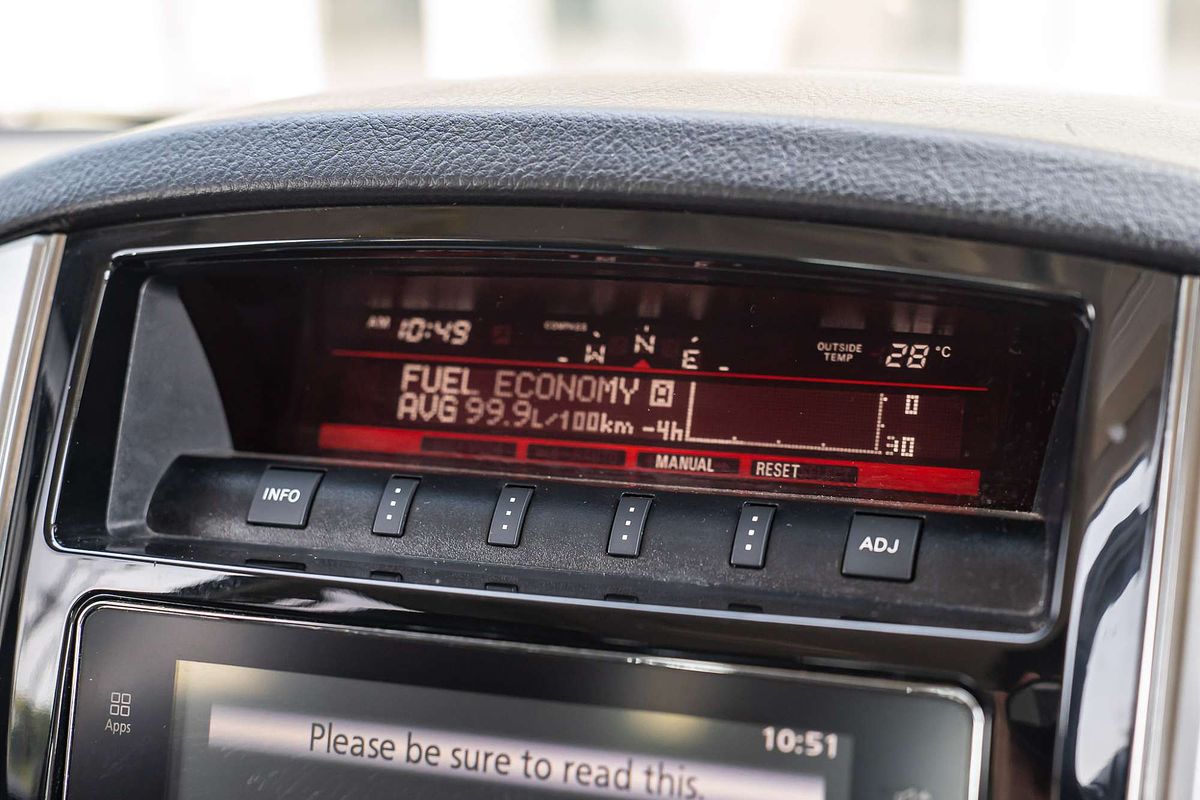 AM 10:49
COMPASS
W N E
OUTSIDE
TEMP
28°C
FUEL ECONOMY A
AVG 99.9L/100km
-4h
0
30
MANUAL
RESET
INFO
ADJ
Apps
10:51
Please be sure to read this.